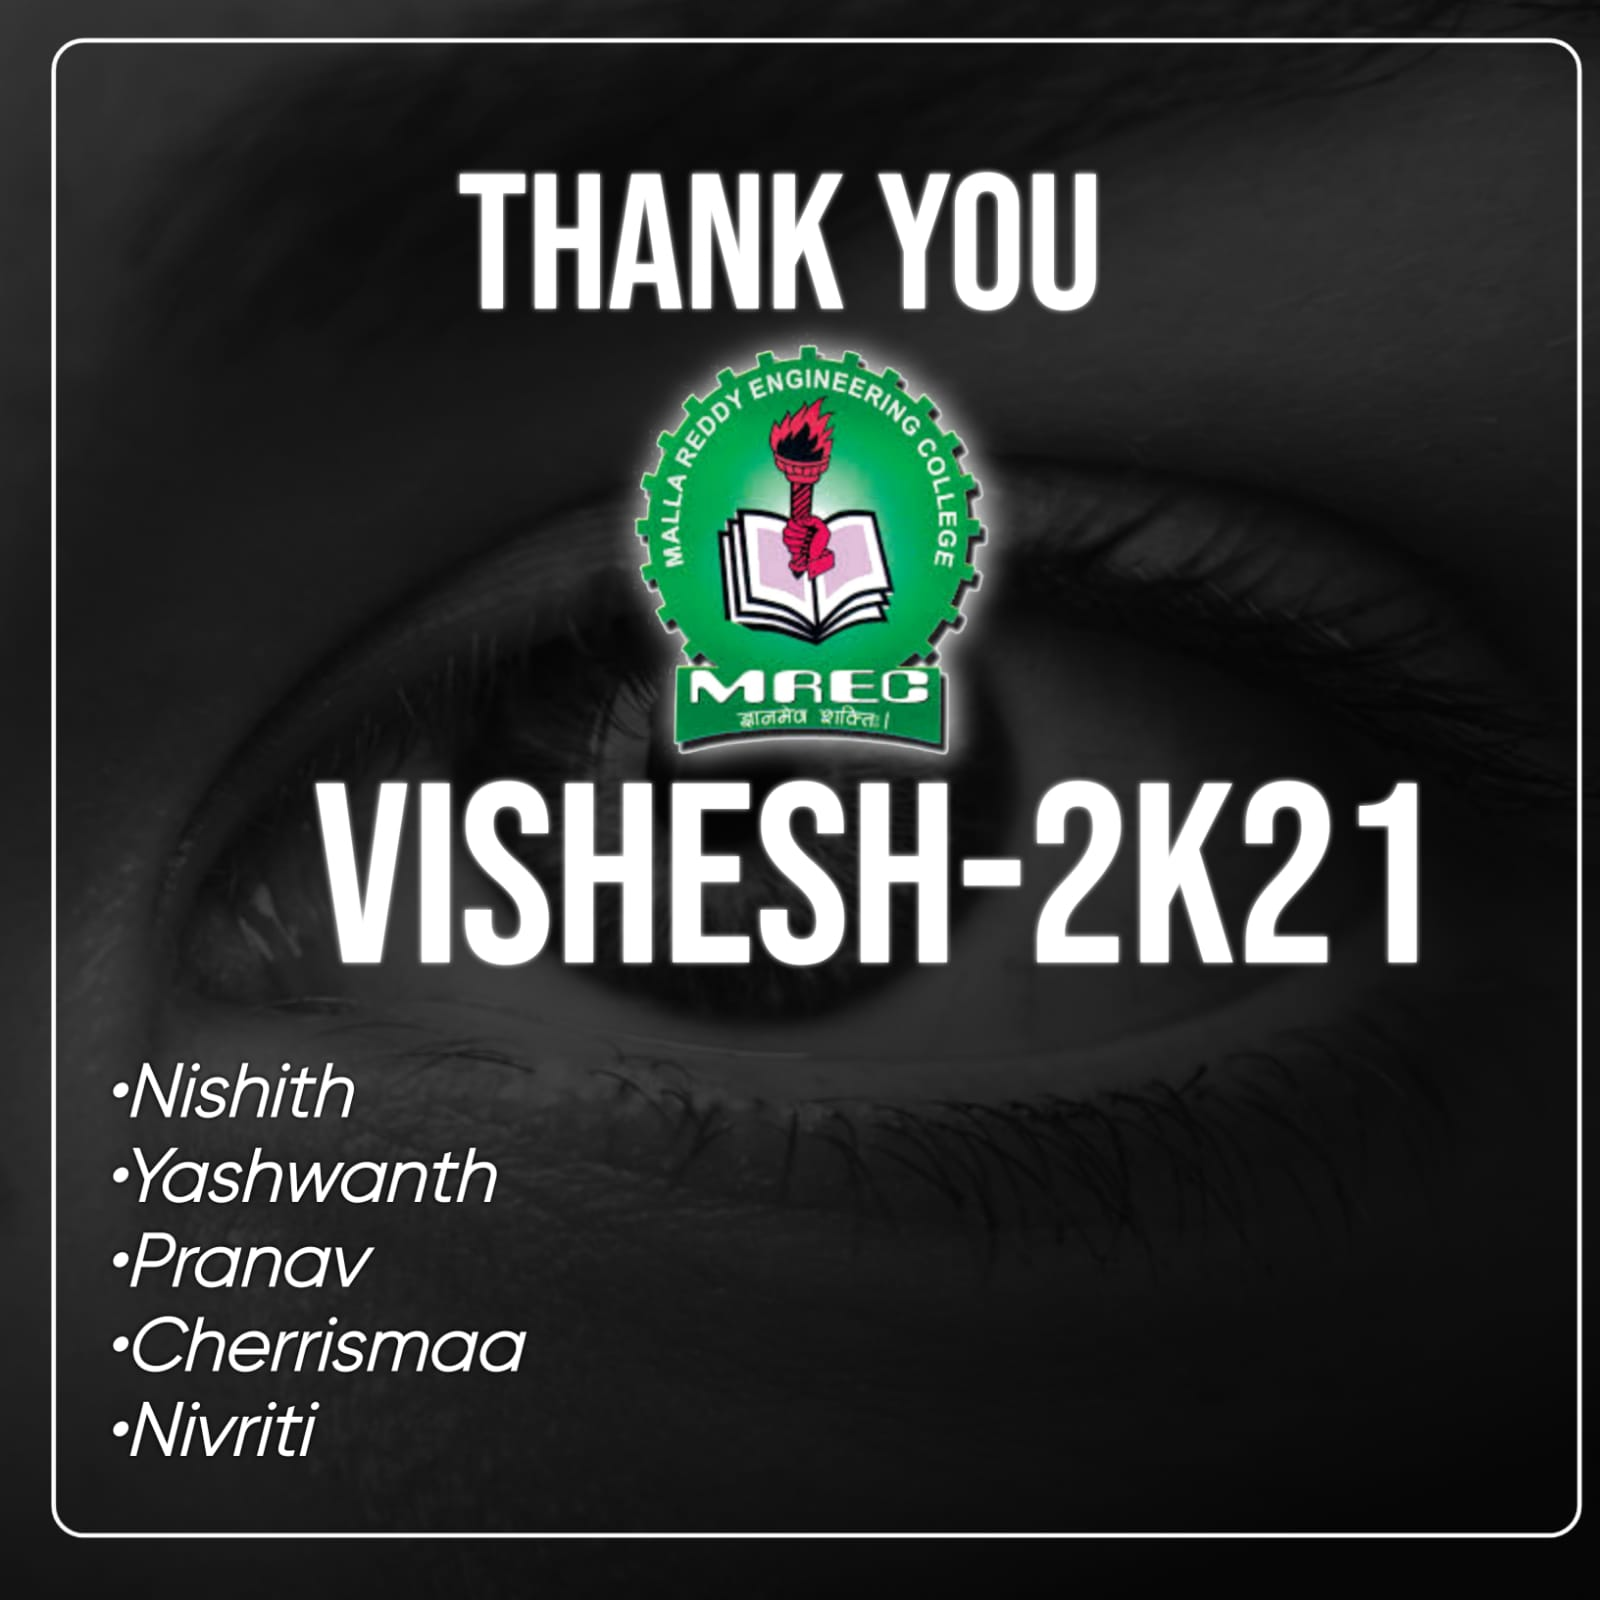 THANK YOU
MALLA REDDY ENGINEERING COLLEGE
MREC
ज्ञानमेव शक्तिः।
VISHESH-2K21
•Nishith
•Yashwanth
•Pranav
•Cherrismaa
•Nivriti